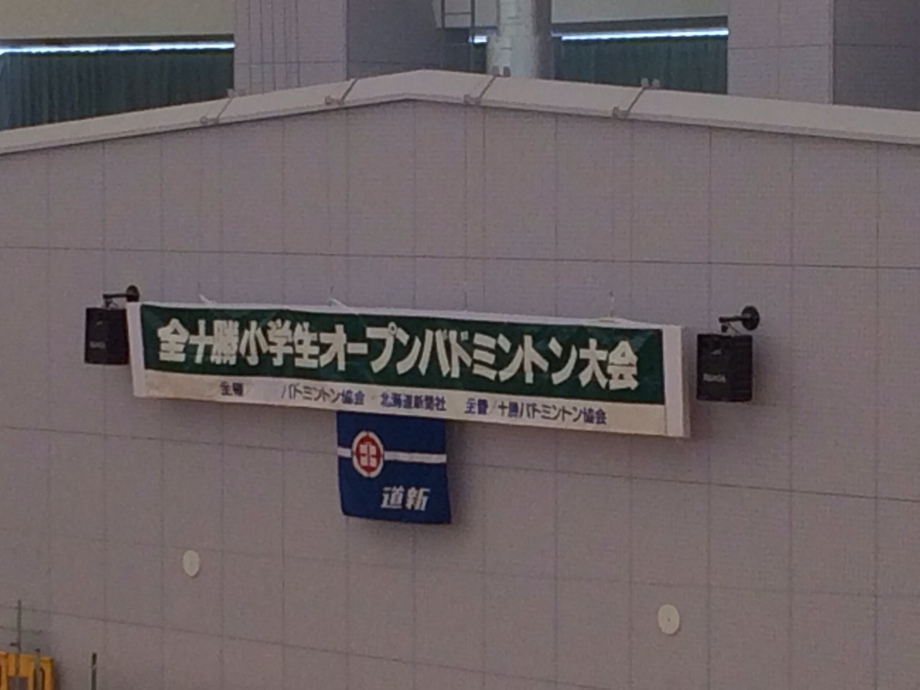 全十勝小学生オープンバドミントン大会
バドミントン協会 北海道新聞社 主管/十勝バドミントン協会
道新